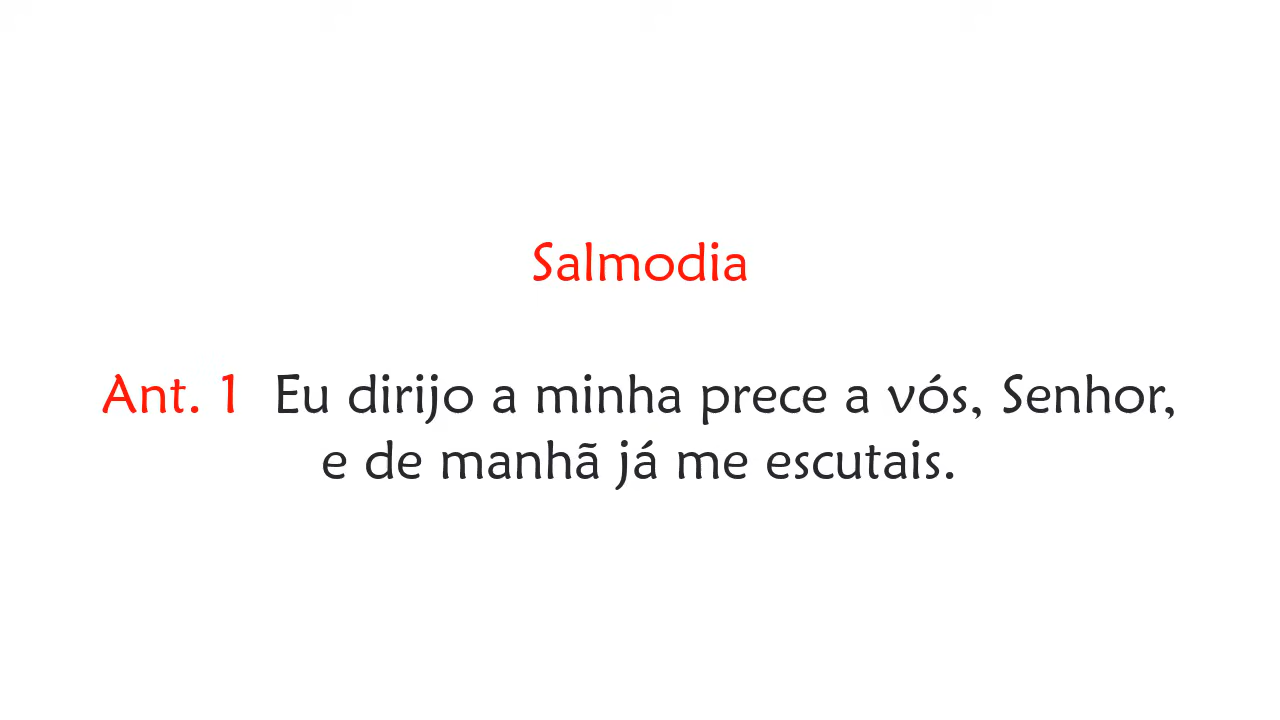 Salmodia
Ant. 1 Eu dirijo a minha prece a vós, Senhor,
e de manhã já me escutais.